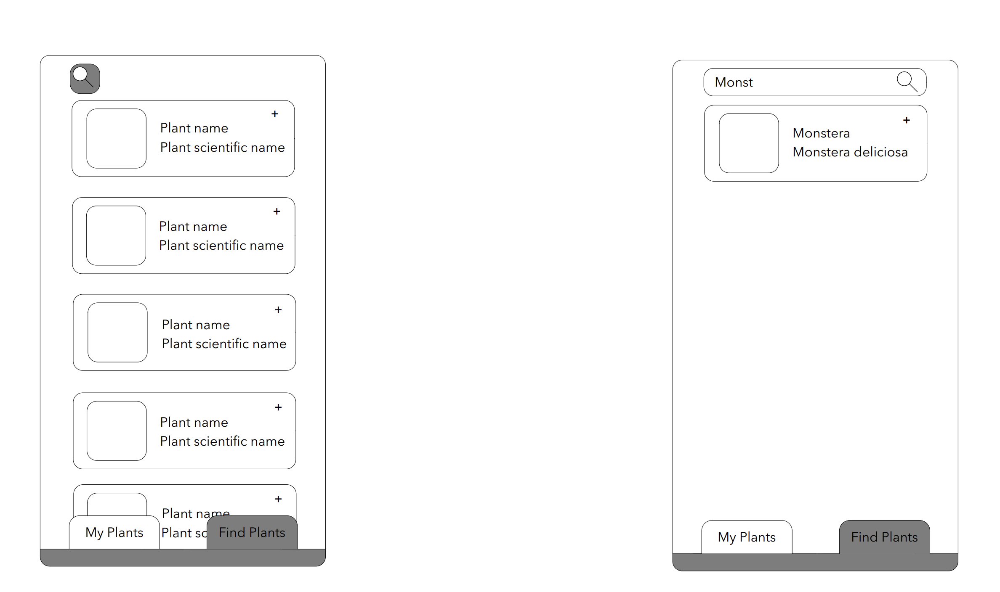 +
Plant name
Plant scientific name
+
Plant name
Plant scientific name
+
Plant name
Plant scientific name
+
Plant name
Plant scientific name
+
Plant name
Plant sc
My Plants
Find Plants
Monst
+
Monstera
Monstera deliciosa
My Plants
Find Plants